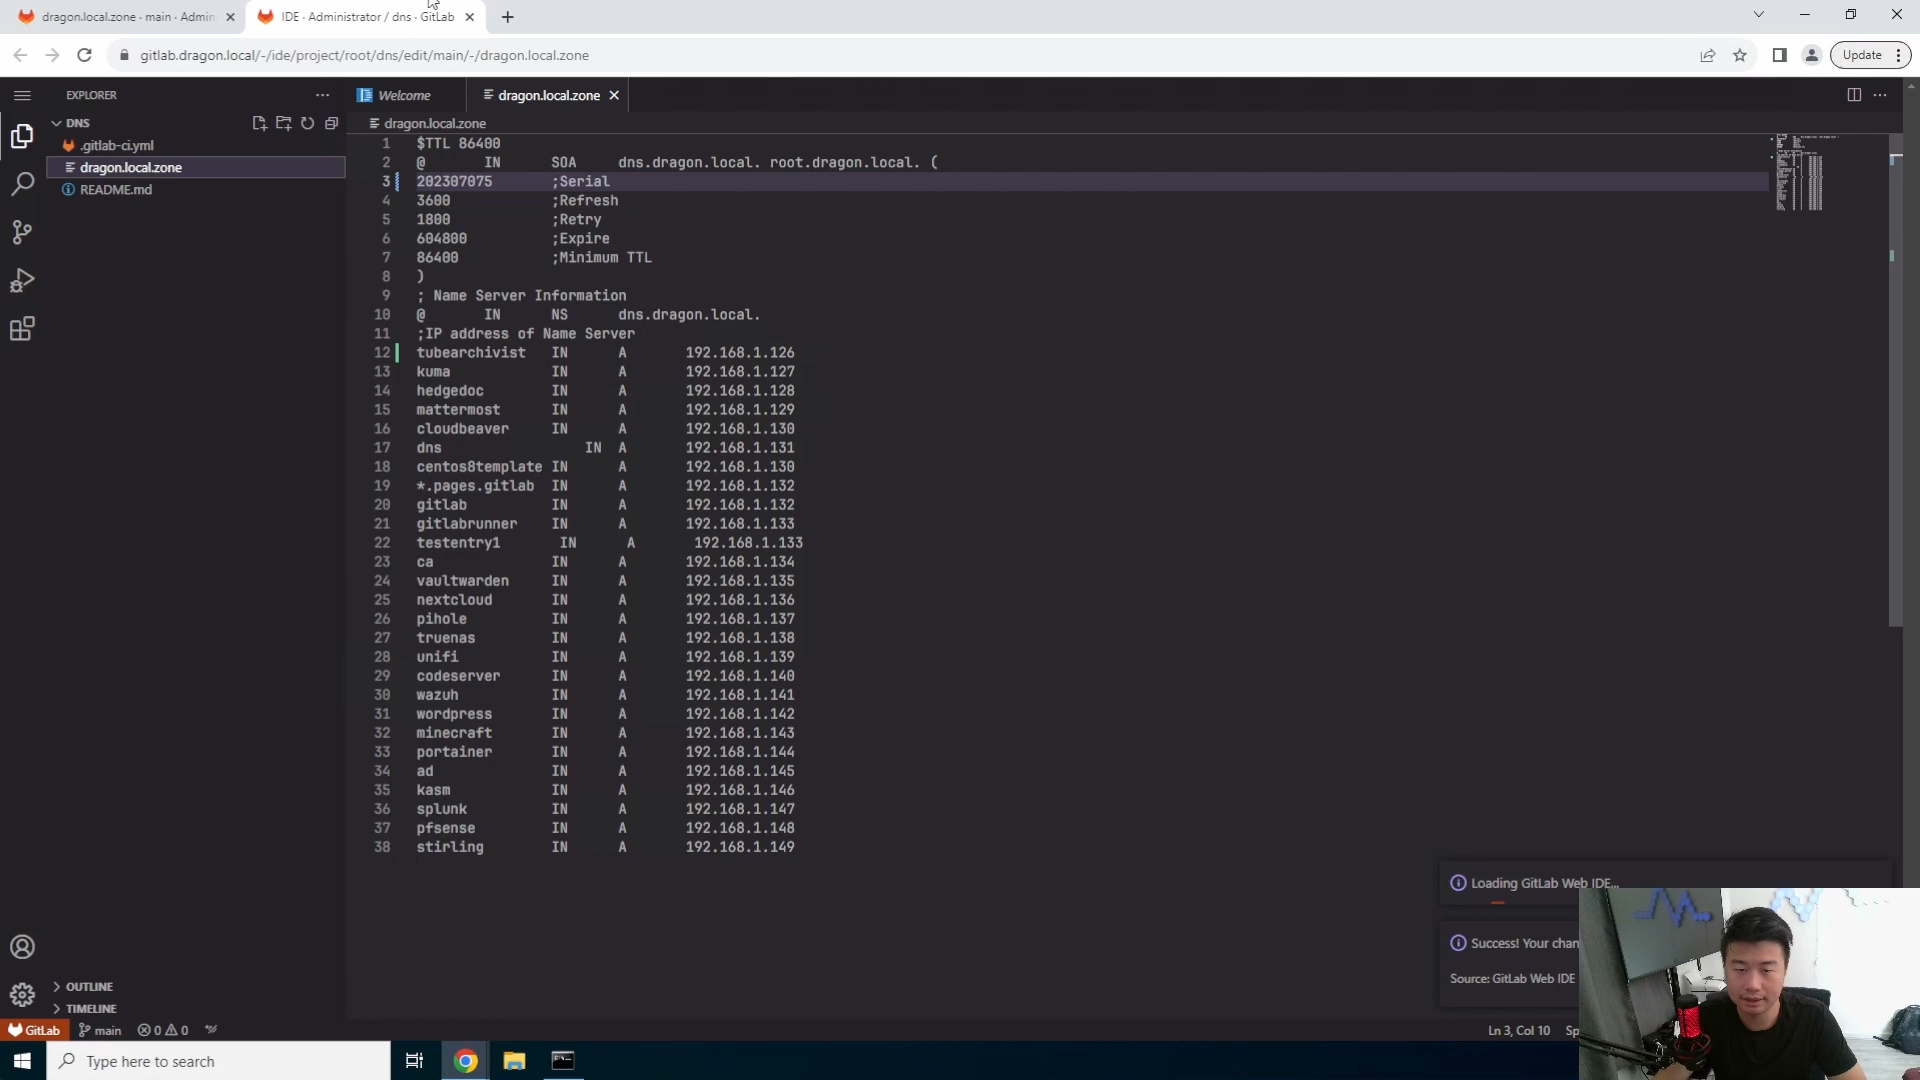 dragon.local.zone · main · Admin
IDE · Administrator / dns · GitLab
gitlab.dragon.local/-/ide/project/root/dns/edit/main/-/dragon.local.zone
Update
EXPLORER
Welcome
dragon.local.zone
DNS
.gitlab-ci.yml
dragon.local.zone
README.md
dragon.local.zone
1 $TTL 86400
2 @ IN SOA dns.dragon.local. root.dragon.local. (
3 202307075 ;Serial
4 3600 ;Refresh
5 1800 ;Retry
6 604800 ;Expire
7 86400 ;Minimum TTL
8 )
9 ; Name Server Information
10 @ IN NS dns.dragon.local.
11 ;IP address of Name Server
12 tubearchivist IN A 192.168.1.126
13 kuma IN A 192.168.1.127
14 hedgedoc IN A 192.168.1.128
15 mattermost IN A 192.168.1.129
16 cloudbeaver IN A 192.168.1.130
17 dns IN A 192.168.1.131
18 centos8template IN A 192.168.1.130
19 *.pages.gitlab IN A 192.168.1.132
20 gitlab IN A 192.168.1.132
21 gitlabrunner IN A 192.168.1.133
22 testentry1 IN A 192.168.1.133
23 ca IN A 192.168.1.134
24 vaultwarden IN A 192.168.1.135
25 nextcloud IN A 192.168.1.136
26 pihole IN A 192.168.1.137
27 truenas IN A 192.168.1.138
28 unifi IN A 192.168.1.139
29 codeserver IN A 192.168.1.140
30 wazuh IN A 192.168.1.141
31 wordpress IN A 192.168.1.142
32 minecraft IN A 192.168.1.143
33 portainer IN A 192.168.1.144
34 ad IN A 192.168.1.145
35 kasm IN A 192.168.1.146
36 splunk IN A 192.168.1.147
37 pfsense IN A 192.168.1.148
38 stirling IN A 192.168.1.149
Loading GitLab Web IDE...
Success! Your chan
Source: GitLab Web IDE
OUTLINE
TIMELINE
GitLab
main
0
0
Ln 3, Col 10
Sp
Type here to search